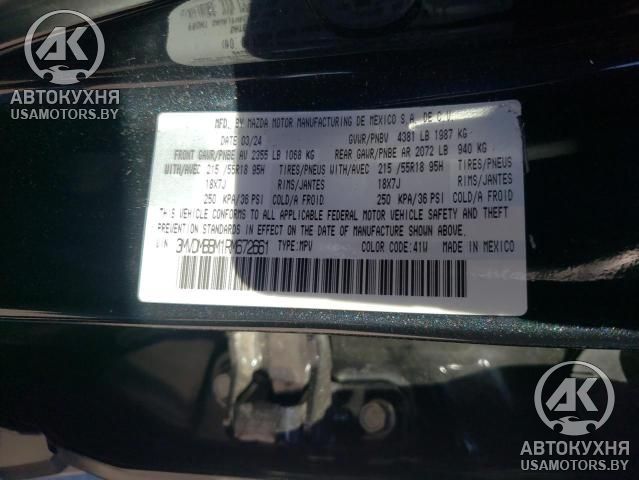 АК
АВТОКУХНЯ
USAMOTORS.BY
MFD. BY MAZDA MOTOR MANUFACTURING DE MEXICO S.A. DE C.V.
DATE 03/24 GVWR/PNBV 4381 LB 1987 KG
FRONT GAWR/PNBE AV 2355 LB 1068 KG REAR GAWR/PNBE AR 2072 LB 940 KG
WITH/AVEC 215 /55R18 95H TIRES/PNEUS WITH/AVEC 215 /55R18 95H TIRES/PNEUS
18X7J RIMS/JANTES 18X7J RIMS/JANTES
250 KPA/36 PSI COLD/A FROID 250 KPA/36 PSI COLD/A FROID
THIS VEHICLE CONFORMS TO ALL APPLICABLE FEDERAL MOTOR VEHICLE SAFETY AND THEFT
PREVENTION STANDARDS IN EFFECT ON THE DATE OF MANUFACTURE SHOWN ABOVE.
MADE IN MEXICO
TYPE:MPV COLOR CODE:41W
АК
АВТОКУХНЯ
USAMOTORS.BY